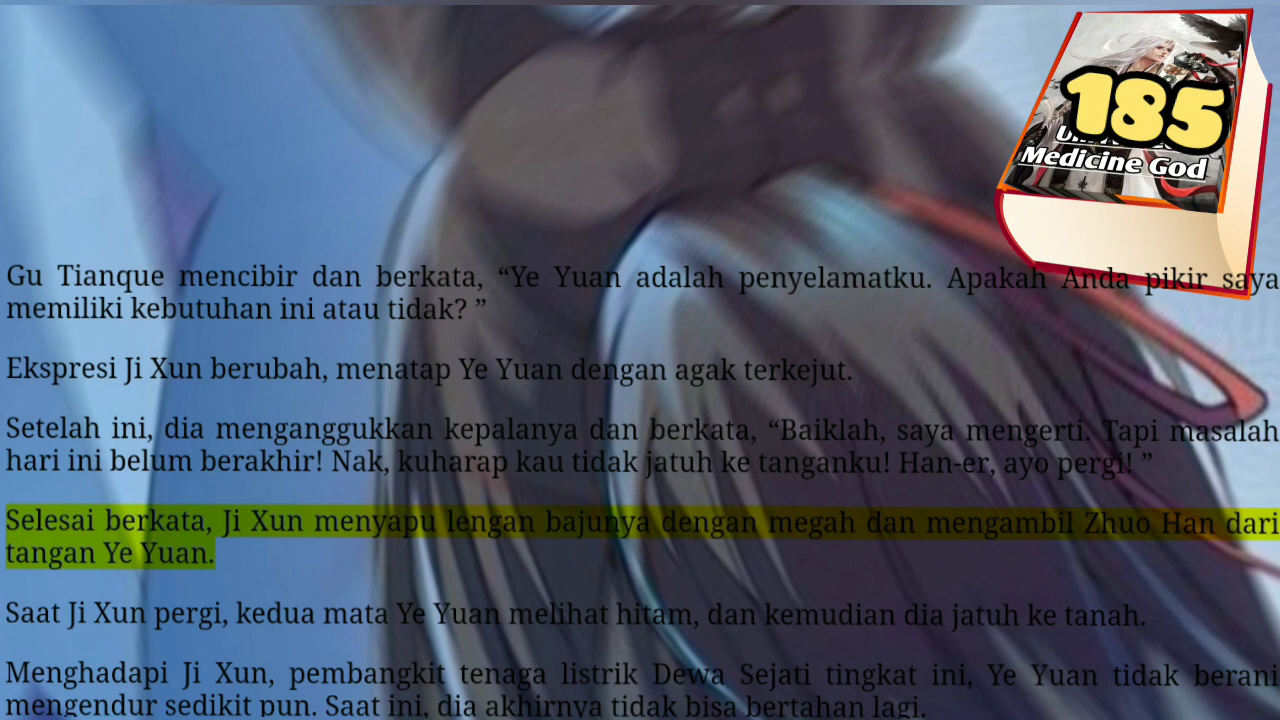 185
Medicine God
Gu Tianque mencibir dan berkata, “Ye Yuan adalah penyelamatku. Apakah Anda pikir saya
memiliki kebutuhan ini atau tidak? ”
Ekspresi Ji Xun berubah, menatap Ye Yuan dengan agak terkejut.
Setelah ini, dia menganggukkan kepalanya dan berkata, “Baiklah, saya mengerti. Tapi masalah
hari ini belum berakhir! Nak, kuharap kau tidak jatuh ke tanganku! Han-er, ayo pergi! ”
Selesai berkata, Ji Xun menyapu lengan bajunya dengan megah dan mengambil Zhuo Han dari
tangan Ye Yuan.
Saat Ji Xun pergi, kedua mata Ye Yuan melihat hitam, dan kemudian dia jatuh ke tanah.
Menghadapi Ji Xun, pembangkit tenaga listrik Dewa Sejati tingkat ini, Ye Yuan tidak berani
mengendur sedikit pun. Saat ini, dia akhirnya tidak bisa bertahan lagi.